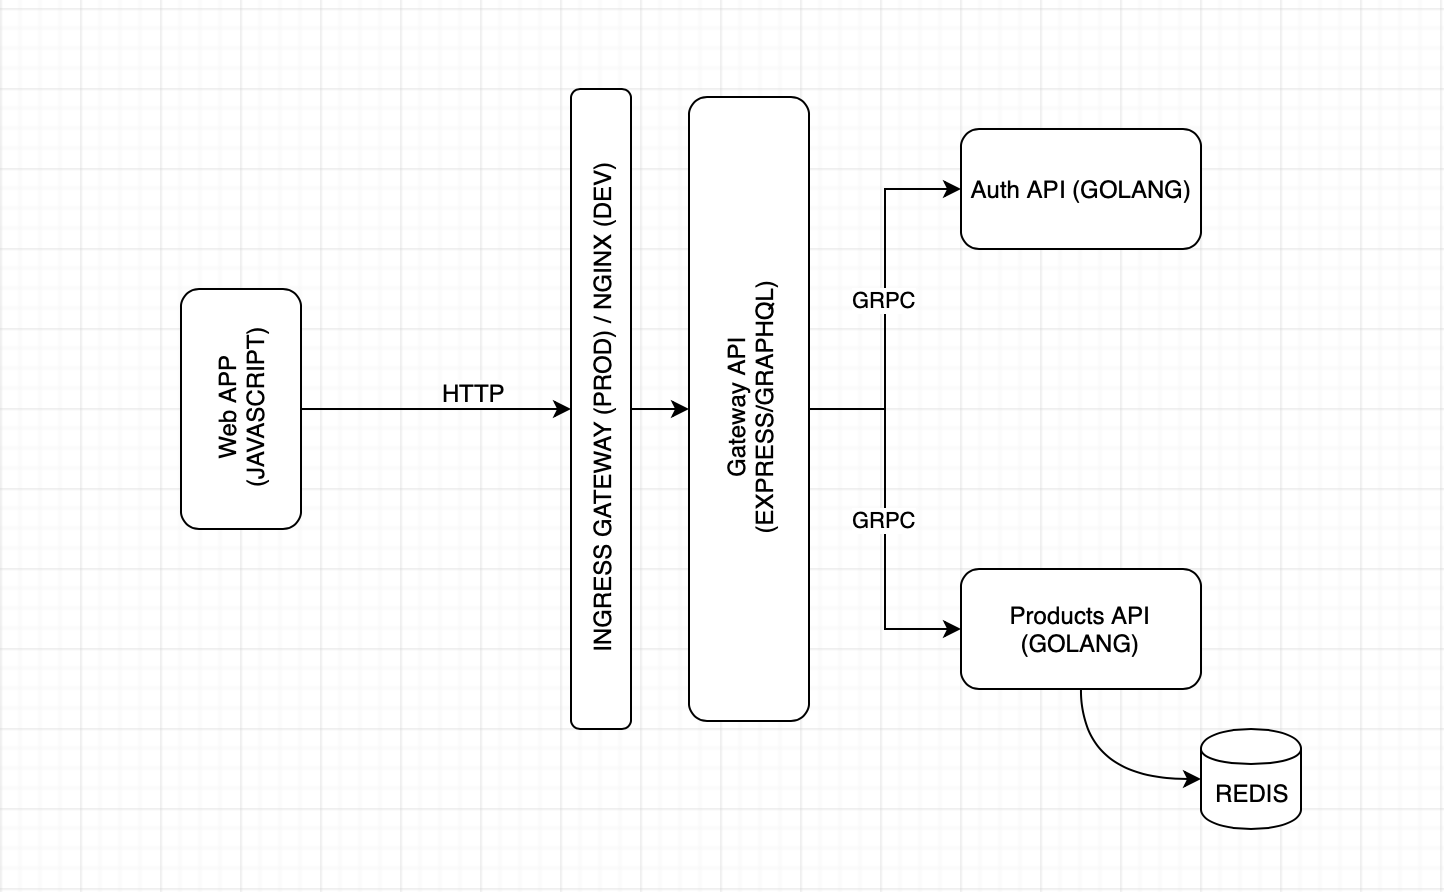 Web APP
(JAVASCRIPT)
HTTP
INGRESS GATEWAY (PROD) / NGINX (DEV)
Gateway API
(EXPRESS/GRAPHQL)
GRPC
GRPC
Auth API (GOLANG)
Products API
(GOLANG)
REDIS